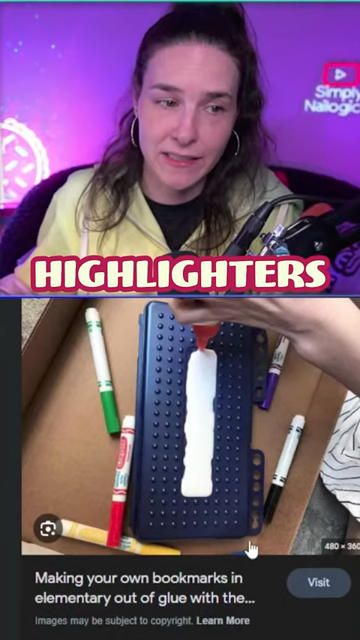 Simply
Nailogic
HIGHLIGHTERS
480 × 360
Making your own bookmarks in
elementary out of glue with the...
Visit
Images may be subject to copyright. Learn More